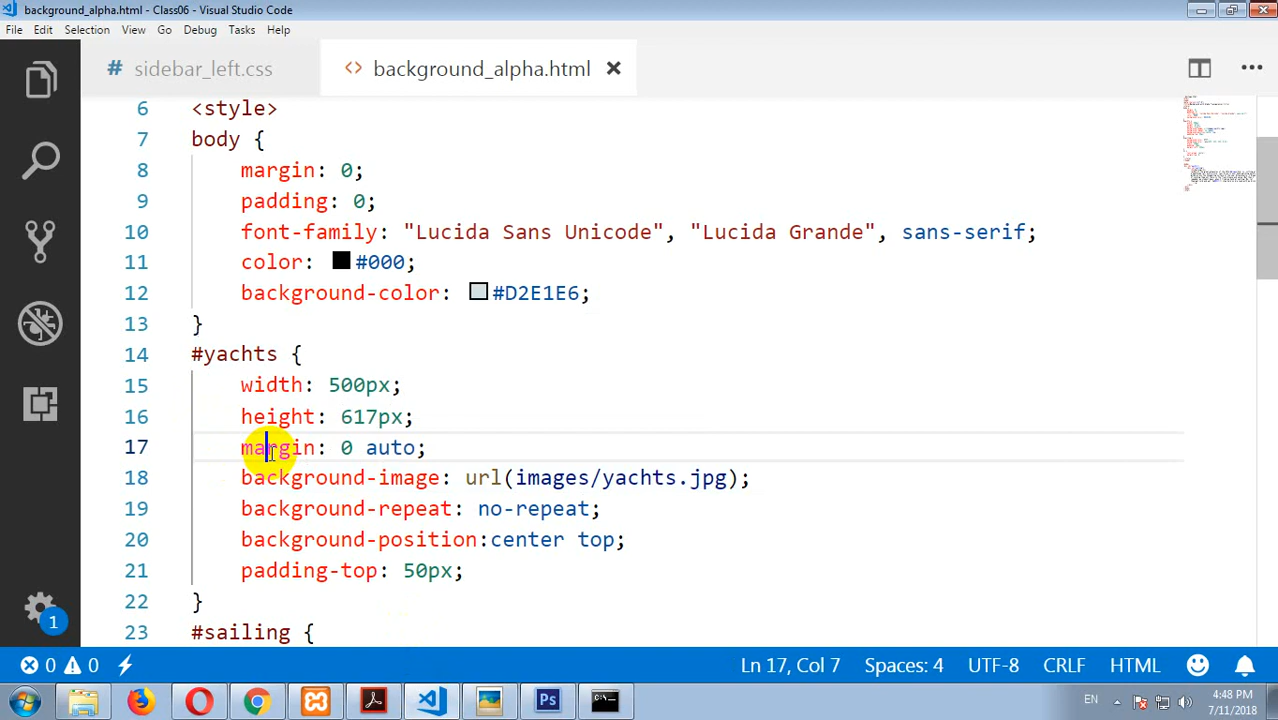 background_alpha.html - Class06 - Visual Studio Code
File Edit Selection View Go Debug Tasks Help
# sidebar_left.css <> background_alpha.html
6 <style>
7 body {
8 margin: 0;
9 padding: 0;
10 font-family: "Lucida Sans Unicode", "Lucida Grande", sans-serif;
11 color: #000;
12 background-color: #D2E1E6;
13 }
14 #yachts {
15 width: 500px;
16 height: 617px;
17 margin: 0 auto;
18 background-image: url(images/yachts.jpg);
19 background-repeat: no-repeat;
20 background-position:center top;
21 padding-top: 50px;
22 }
23 #sailing {
1
0 0 Ln 17, Col 7 Spaces: 4 UTF-8 CRLF HTML
Ps EN 4:48 PM
7/11/2018